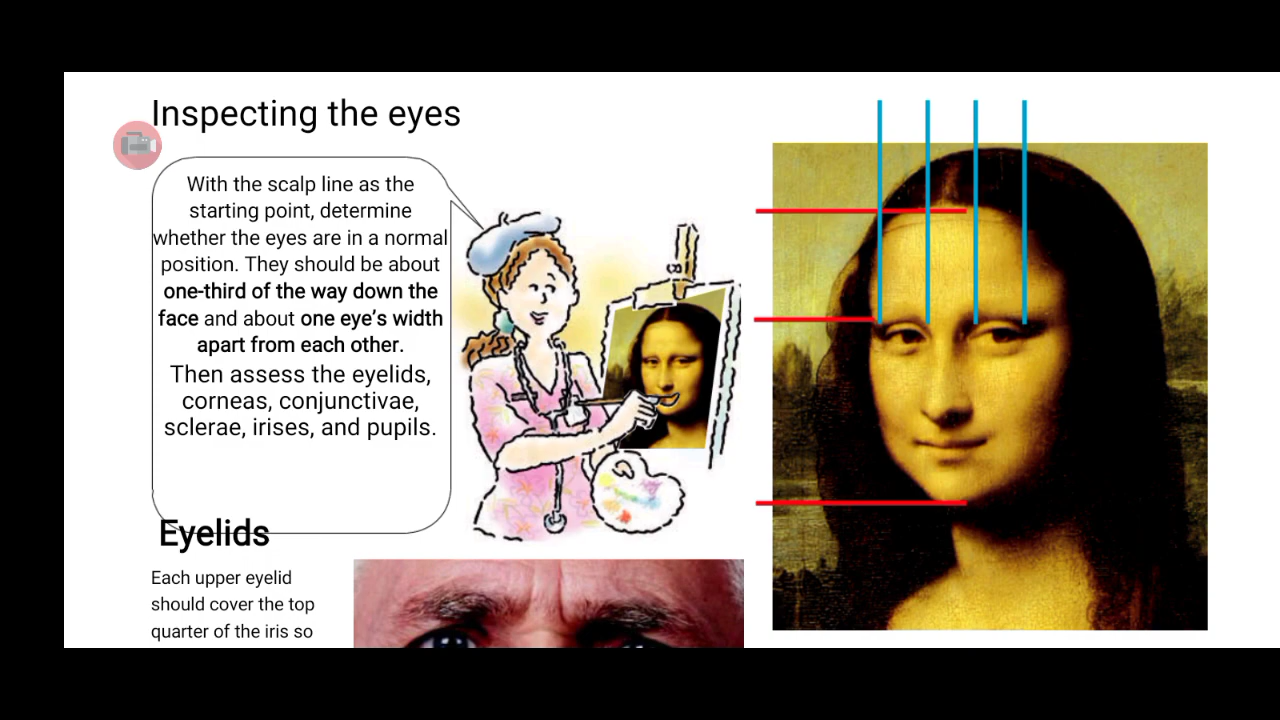 Inspecting the eyes
With the scalp line as the
starting point, determine
whether the eyes are in a normal
position. They should be about
one-third of the way down the
face and about one eye’s width
apart from each other.
Then assess the eyelids,
corneas, conjunctivae,
sclerae, irises, and pupils.
Eyelids
Each upper eyelid
should cover the top
quarter of the iris so